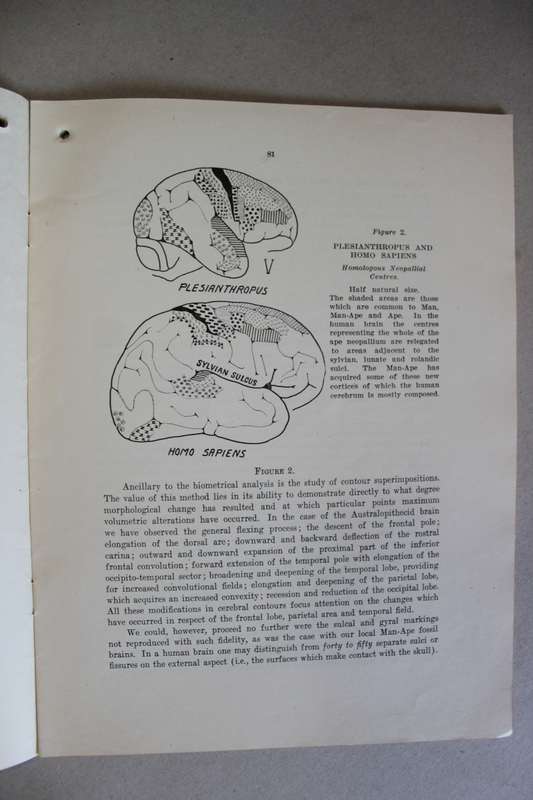 81
Figure 2.
PLESIANTHROPUS AND
HOMO SAPIENS
Homologous Neopallial
Centres.
Half natural size.
The shaded areas are those
which are common to Man,
Man-Ape and Ape. In the
human brain the centres
representing the whole of the
ape neopallium are relegated
to areas adjacent to the
sylvian, lunate and rolandic
sulci. The Man-Ape has
acquired some of those new
cortices of which the human
cerebrum is mostly composed.
PLESIANTHROPUS
SYLVIAN SULCUS
HOMO SAPIENS
FIGURE 2.
Ancillary to the biometrical analysis is the study of contour superimpositions.
The value of this method lies in its ability to demonstrate directly to what degree
morphological change has resulted and at which particular points maximum
volumetric alterations have occurred. In the case of the Australopithecid brain
we have observed the general flexing process; the descent of the frontal pole;
elongation of the dorsal arc; downward and backward deflection of the rostral
carina; outward and downward expansion of the proximal part of the inferior
frontal convolution; forward extension of the temporal pole with elongation of the
occipito-temporal sector; broadening and deepening of the temporal lobe, providing
for increased convolutional fields; elongation and deepening of the parietal lobe,
which acquires an increased convexity; recession and reduction of the occipital lobe.
All these modifications in cerebral contours focus attention on the changes which
have occurred in respect of the frontal lobe, parietal area and temporal field.
We could, however, proceed no further were the sulcal and gyral markings
not reproduced with such fidelity, as was the case with our local Man-Ape fossil
brains. In a human brain one may distinguish from forty to fifty separate sulci or
fissures on the external aspect (i.e., the surfaces which make contact with the skull).